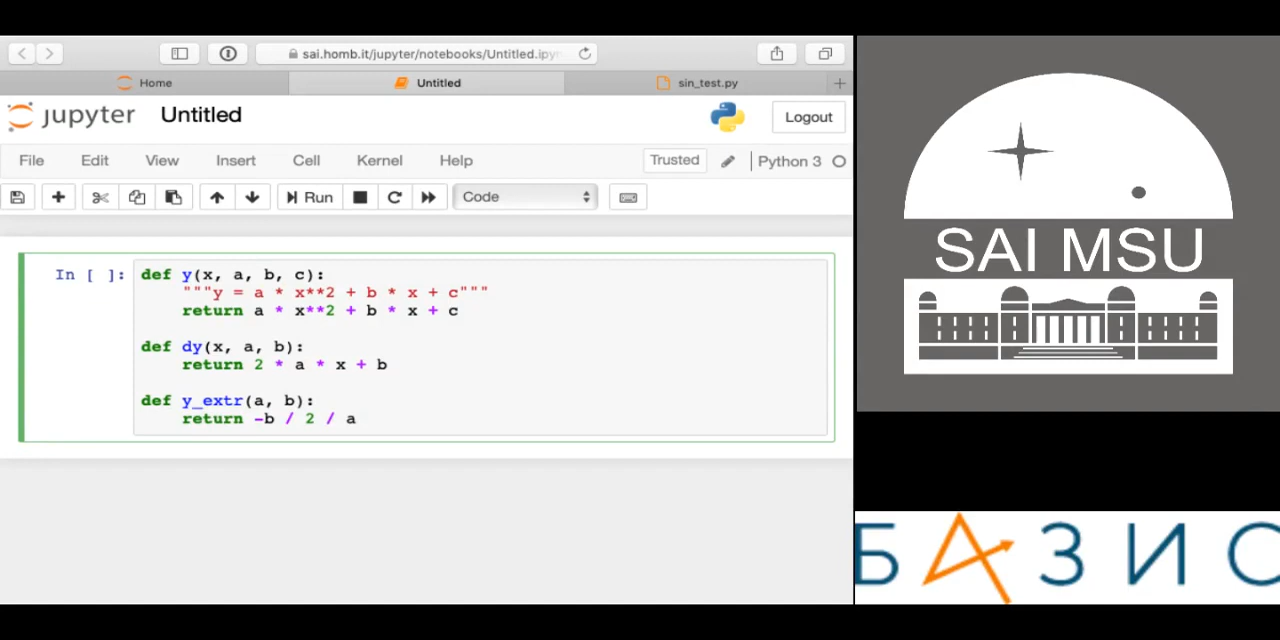 sai.homb.it/jupyter/notebooks/Untitled.ipyn
Home
Untitled
sin_test.py
jupyter Untitled
Logout
File Edit View Insert Cell Kernel Help
Trusted
Python 3
Run
Code
In [ ]:
def y(x, a, b, c):
"""y = a * x**2 + b * x + c"""
return a * x**2 + b * x + c
def dy(x, a, b):
return 2 * a * x + b
def y_extr(a, b):
return -b / 2 / a
SAI MSU
БАЗИС